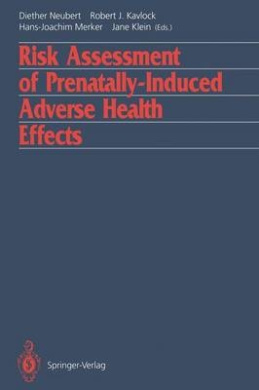 Diether Neubert Robert J. Kavlock
Hans-Joachim Merker Jane Klein (Eds.)
Risk Assessment
of Prenatally-Induced
Adverse Health
Effects
Springer-Verlag